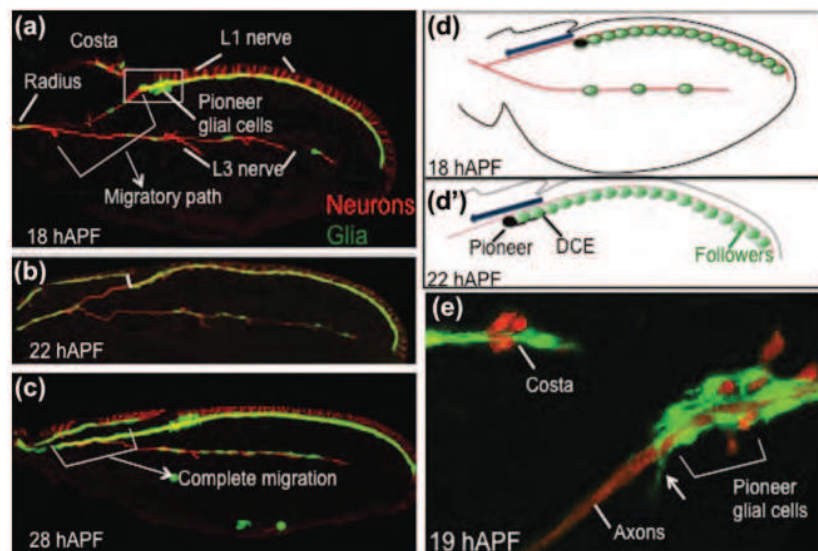 (a)
Costa
L1 nerve
Radius
Pioneer
glial cells
L3 nerve
Migratory path
Neurons
Glia
18 hAPF
(b)
22 hAPF
(c)
Complete migration
28 hAPF
(d)
18 hAPF
(d')
Pioneer
DCE
Followers
22 hAPF
(e)
Costa
Pioneer
glial cells
Axons
19 hAPF